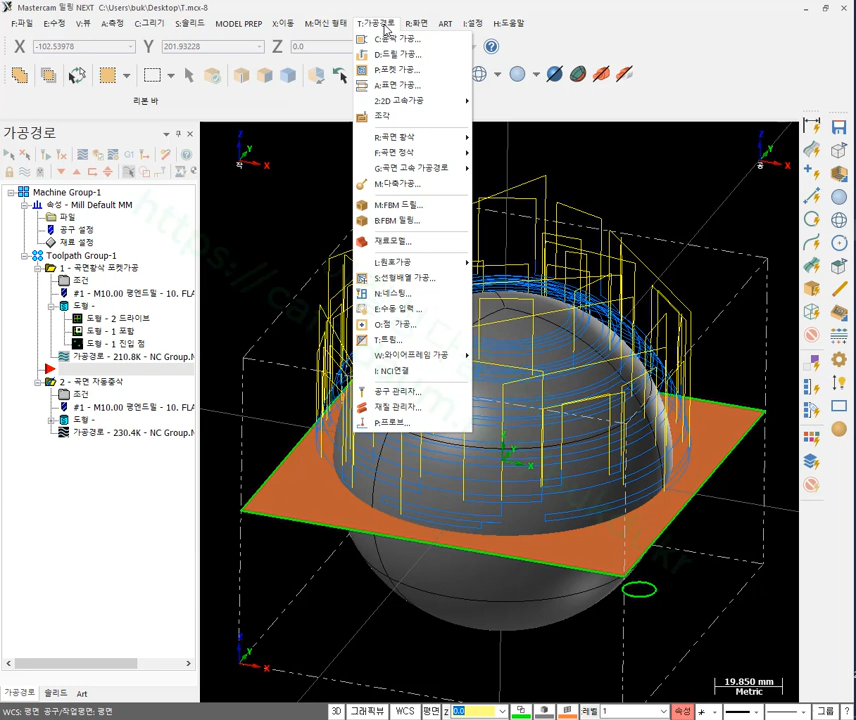 Mastercam 밀링 NEXT C:\Users\buk\Desktop\T.mcx-8
F:파일 E:수정 V:뷰 A:측정 C:그리기 S:솔리드 MODEL PREP X:이동 M:머신 형태 T:가공경로 R:화면 ART I:설정 H:도움말
X -102.53978 Y 201.93228 Z 0.0
리본 바
가공경로
Machine Group-1
속성 - Mill Default MM
파일
공구 설정
재료 설정
Toolpath Group-1
1 - 곡면황삭 포켓가공
조건
#1 - M10.00 평엔드밀 - 10. FLA
도형 -
도형 - 2 드라이브
도형 - 1 포함
도형 - 1 진입 점
가공경로 - 210.8K - NC Group.N
2 - 곡면 자동중삭
조건
#1 - M10.00 평엔드밀 - 10. FLA
도형 -
가공경로 - 230.4K - NC Group.N
가공경로 솔리드 Art
C:윤곽 가공...
D:드릴 가공...
P:포켓 가공...
A:표면 가공...
2:2D 고속가공
조각
R:곡면 황삭
F:곡면 정삭
G:곡면 고속 가공경로
M:다축가공...
M:FBM 드릴...
B:FBM 밀링...
재료모델...
L:원호가공
S:선형배열 가공...
N:네스팅...
E:수동 입력 ...
O:점 가공...
T:트림...
W:와이어프레임 가공
I: NCI연결
공구 관리자...
재질 관리자...
P:프로브...
Z
Y
X
Z
Y
X
Y
X
Z
Y
X
19.850 mm
Metric
WCS: 평면 공구/작업평면: 평면
3D 그래픽뷰 WCS 평면 Z 0.0 레벨 1 속성 그룹 ?